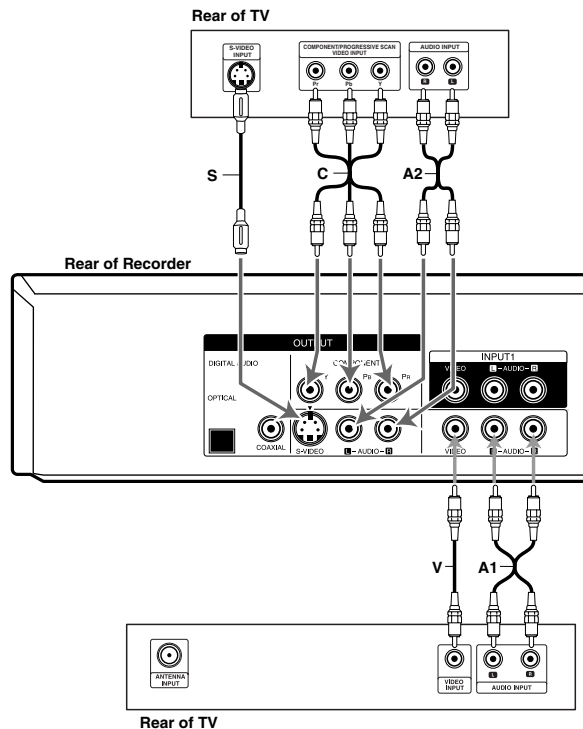 Rear of TV
S-VIDEO
INPUT
COMPONENT/PROGRESSIVE SCAN
VIDEO INPUT
Pr
Pb
Y
AUDIO INPUT
R
L
S
C
A2
Rear of Recorder
OUTPUT
DIGITAL AUDIO
COMPONENT
OPTICAL
Y
PB
PR
COAXIAL
S-VIDEO
L - AUDIO - R
INPUT1
VIDEO
L - AUDIO - R
VIDEO
L - AUDIO - R
V
A1
ANTENNA
INPUT
VIDEO
INPUT
L
R
AUDIO INPUT
Rear of TV